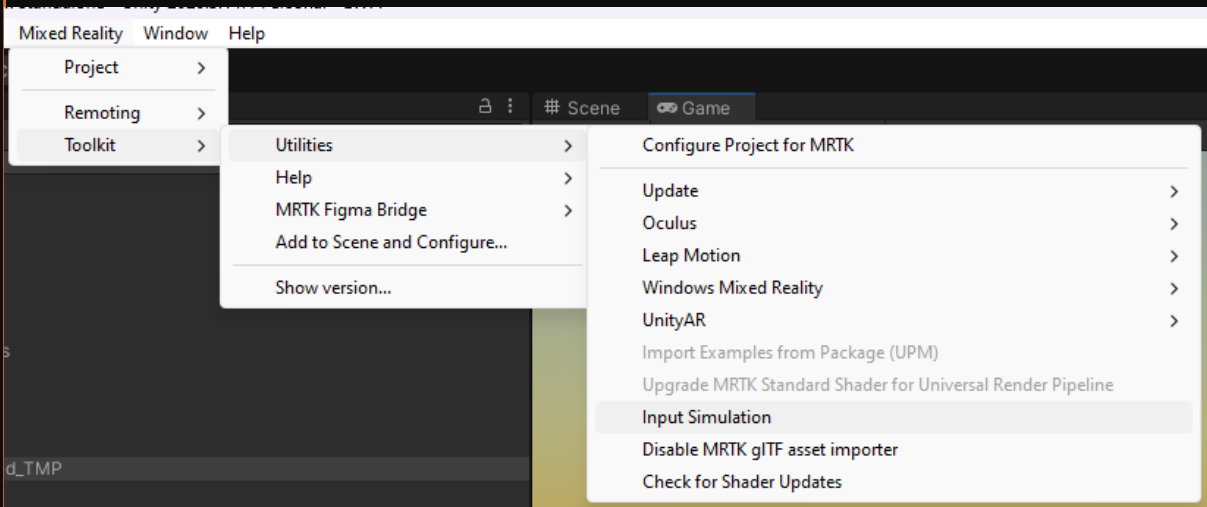 Mixed Reality Window Help
Project
Remoting
Toolkit
Scene
Game
Utilities
Help
MRTK Figma Bridge
Add to Scene and Configure...
Show version...
Configure Project for MRTK
Update
Oculus
Leap Motion
Windows Mixed Reality
UnityAR
Import Examples from Package (UPM)
Upgrade MRTK Standard Shader for Universal Render Pipeline
Input Simulation
Disable MRTK glTF asset importer
Check for Shader Updates
s
d_TMP